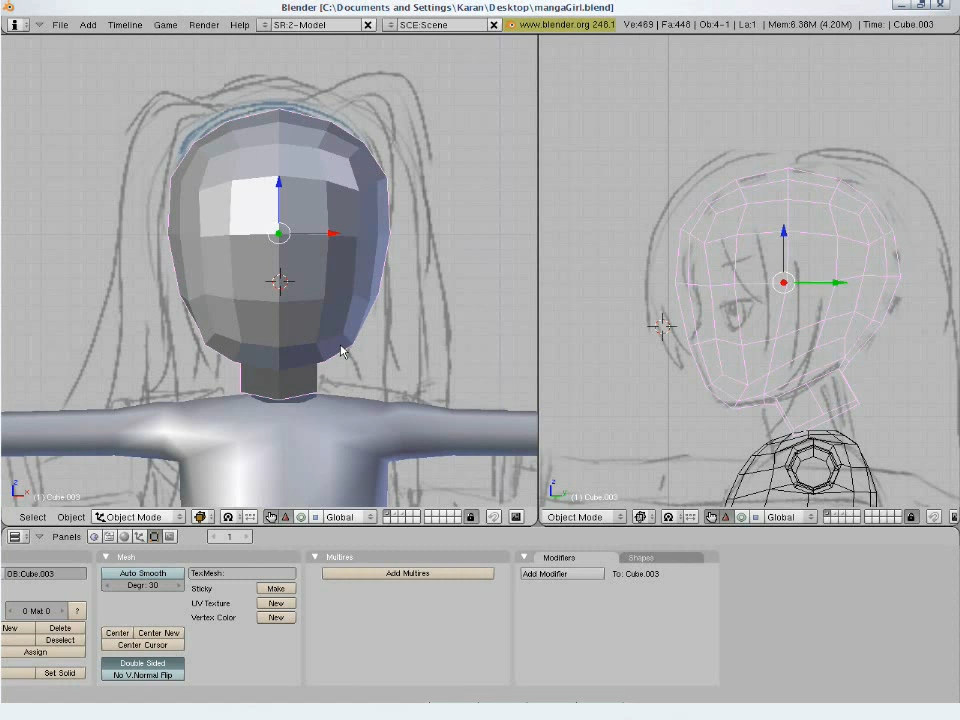 Blender [C:\Documents and Settings\Karan\Desktop\mangaGirl.blend]
File Add Timeline Game Render Help SR:2-Model SCE:Scene www.blender.org 248.1 Ve:469 | Fa:448 | Ob:4-1 | La:1 | Mem:6.38M (4.20M) | Time: | Cube.003
z
x
(1) Cube.003
z
y
(1) Cube.003
Select Object Object Mode Global
Object Mode Global
Panels 1
Mesh
Multires
Modifiers
Shapes
OB:Cube.003
Auto Smooth
TexMesh:
Add Multires
Add Modifier
To: Cube.003
Degr: 30
Sticky
Make
0 Mat 0
?
UV Texture
New
Vertex Color
New
New
Delete
Center
Center New
Deselect
Center Cursor
Assign
Double Sided
Set Solid
No V.Normal Flip